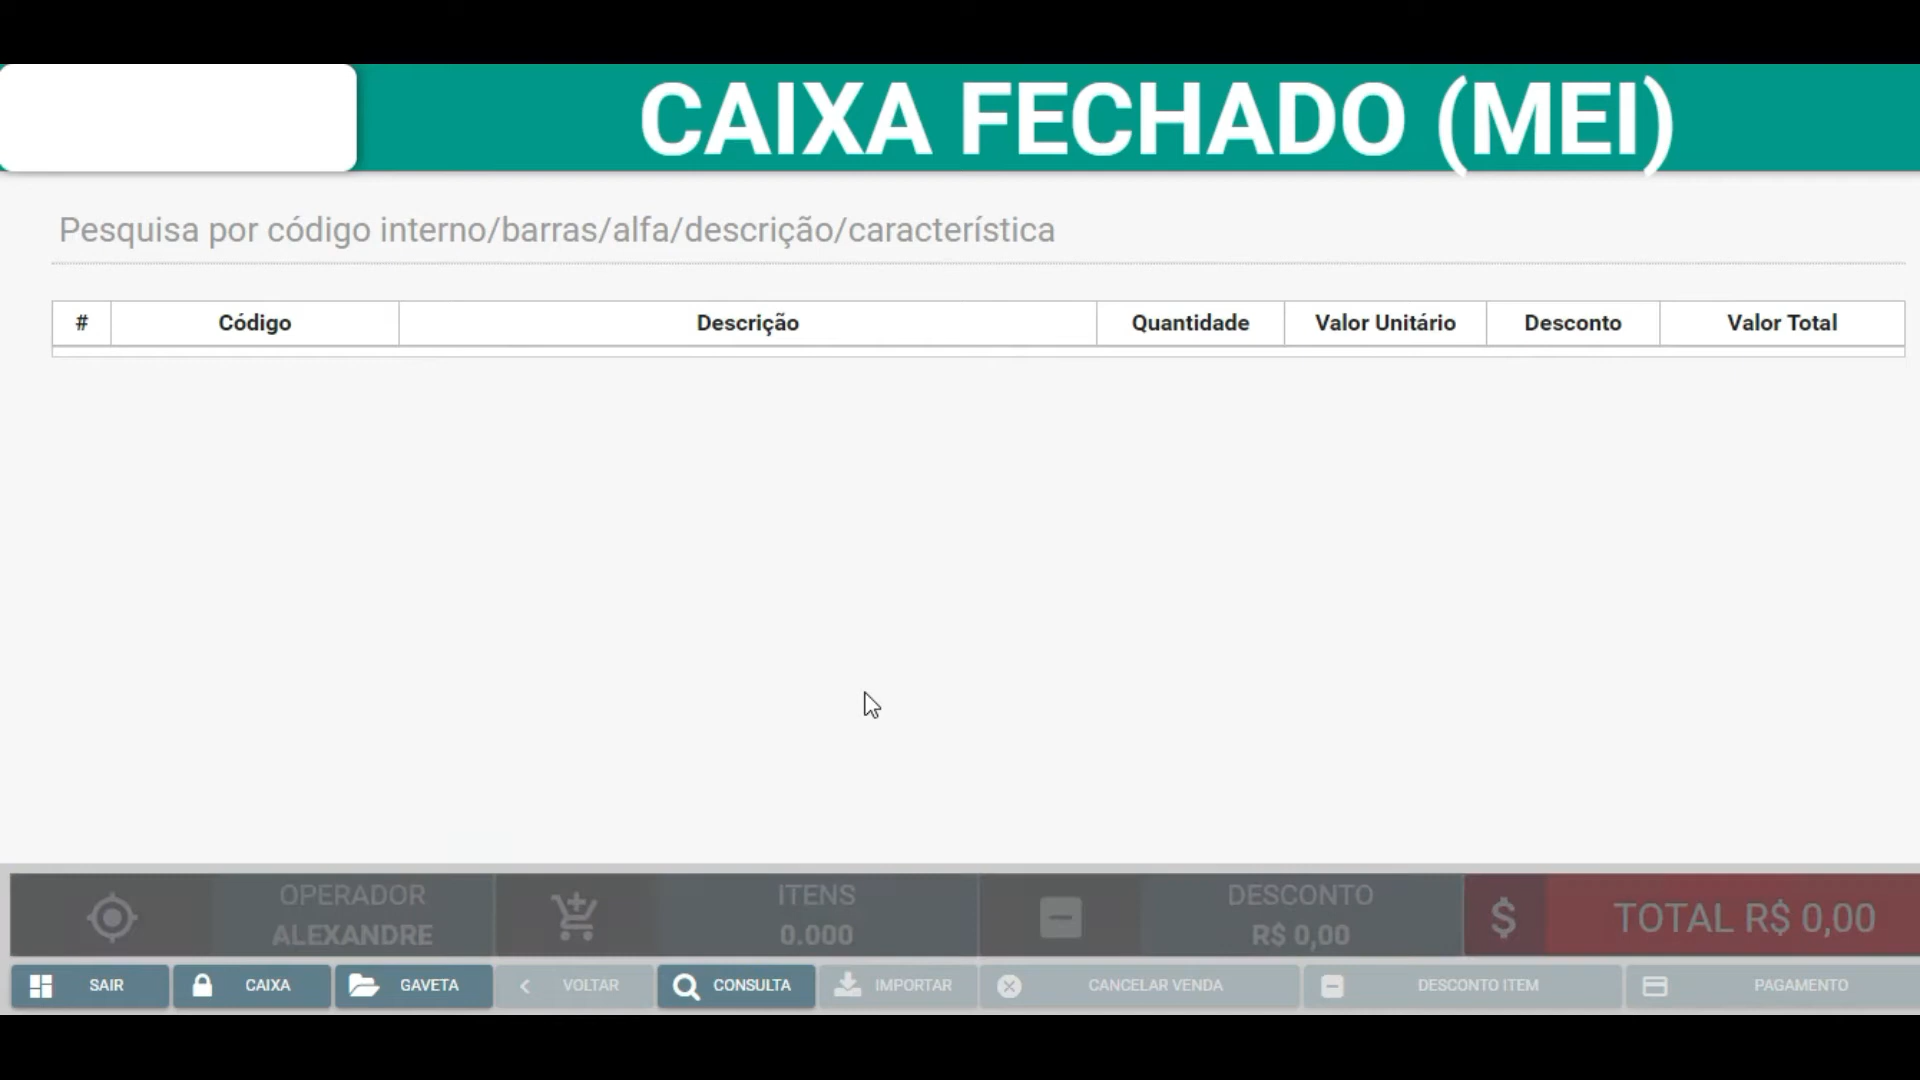 CAIXA FECHADO (MEI)
Pesquisa por código interno/barras/alfa/descrição/característica
# Código Descrição Quantidade Valor Unitário Desconto Valor Total
OPERADOR
ALEXANDRE
ITENS
0.000
DESCONTO
R$ 0,00
$ TOTAL R$ 0,00
SAIR CAIXA GAVETA VOLTAR CONSULTA IMPORTAR CANCELAR VENDA DESCONTO ITEM PAGAMENTO